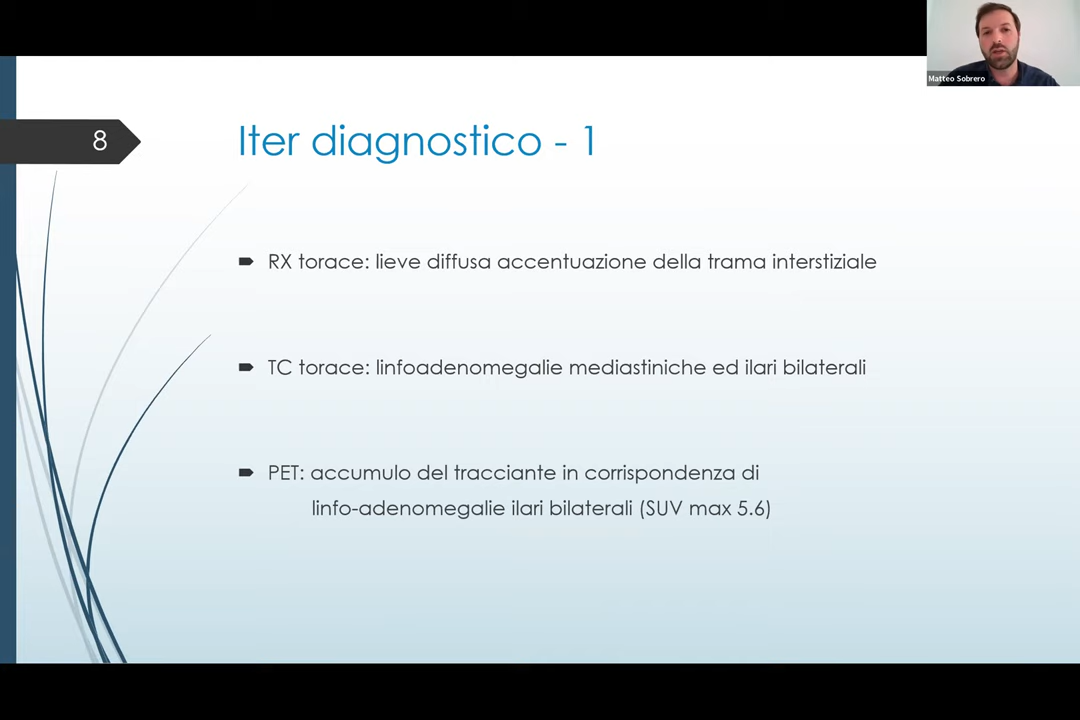 Matteo Sobrero
8
Iter diagnostico - 1
RX torace: lieve diffusa accentuazione della trama interstiziale
TC torace: linfoadenomegalie mediastiniche ed ilari bilaterali
PET: accumulo del tracciante in corrispondenza di
linfo-adenomegalie ilari bilaterali (SUV max 5.6)